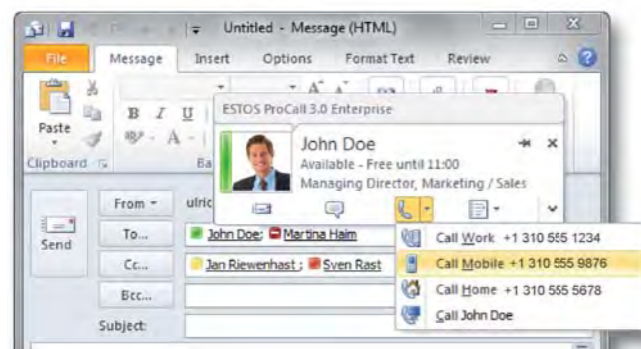 Untitled - Message (HTML)
File Message Insert Options Format Text Review
Paste
B I U
Clipboard Ba
ESTOS ProCall 3.0 Enterprise
John Doe
Available - Free until 11:00
Managing Director, Marketing / Sales
From ulric
Send
To... John Doe; Martina Haim
Cc... Jan Riewenhast ; Sven Rast
Bcc...
Subject:
Call Work +1 310 555 1234
Call Mobile +1 310 555 9876
Call Home +1 310 555 5678
Call John Doe